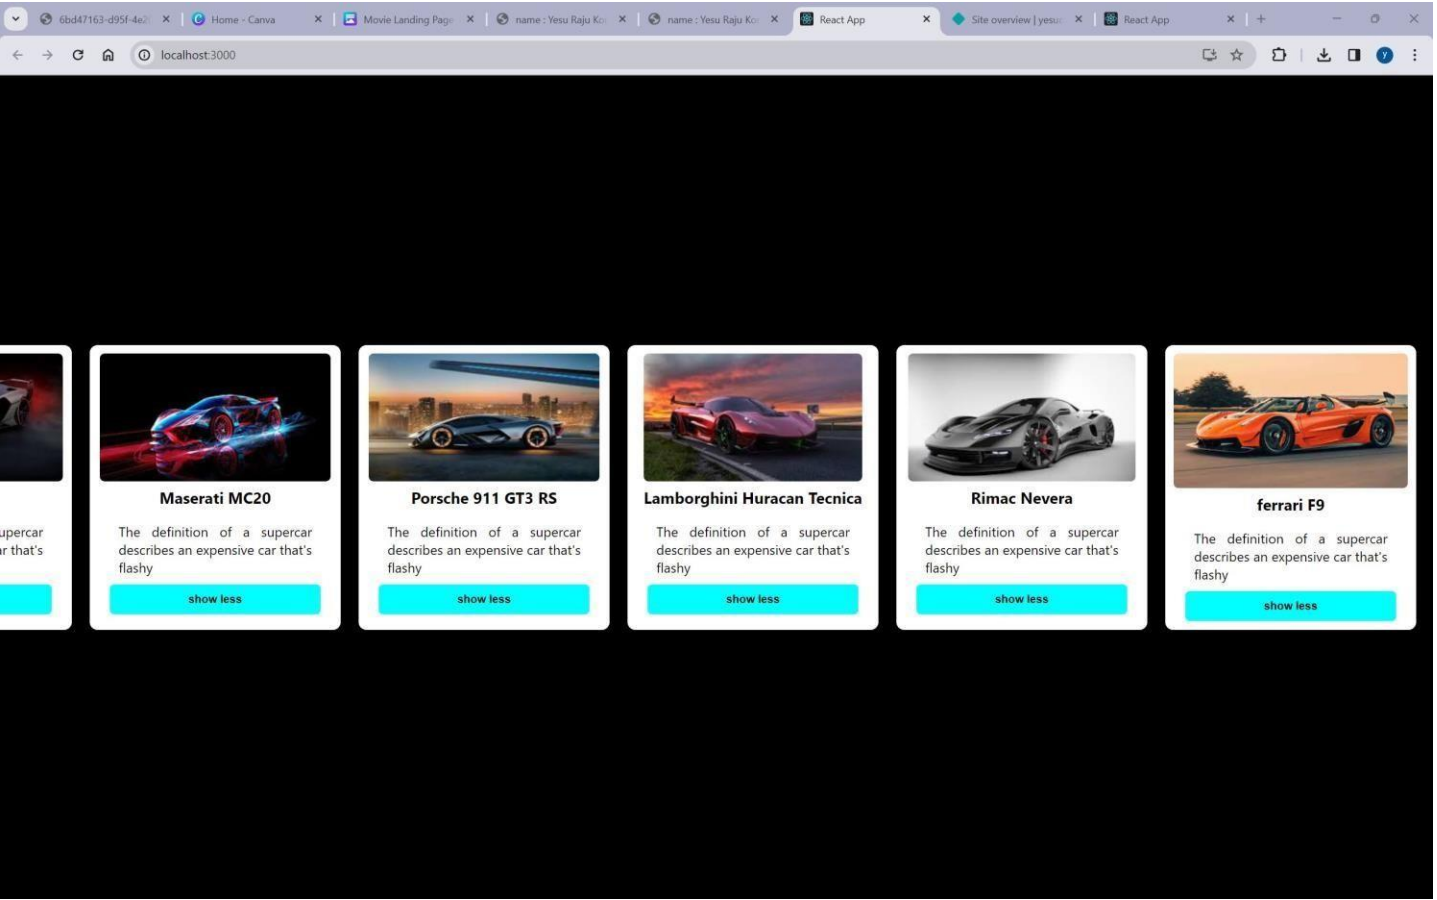 6bd47163-d95f-4e2
Home - Canva
Movie Landing Page
name : Yesu Raju Ko
name : Yesu Raju Ko
React App
Site overview | yesu
React App
localhost:3000
y
Maserati MC20
Porsche 911 GT3 RS
Lamborghini Huracan Tecnica
Rimac Nevera
ferrari F9
upercar
r that's
The definition of a supercar
describes an expensive car that's
flashy
The definition of a supercar
describes an expensive car that's
flashy
The definition of a supercar
describes an expensive car that's
flashy
The definition of a supercar
describes an expensive car that's
flashy
The definition of a supercar
describes an expensive car that's
flashy
show less
show less
show less
show less
show less